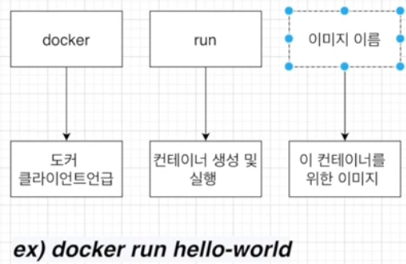 docker
run
이미지 이름
도커
클라이언트언급
컨테이너 생성 및
실행
이 컨테이너를
위한 이미지
ex) docker run hello-world